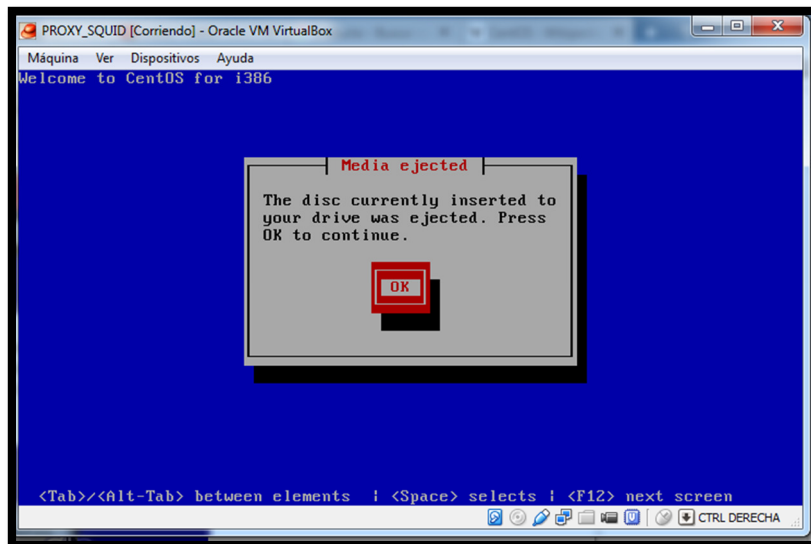 PROXY_SQUID [Corriendo] - Oracle VM VirtualBox
Máquina Ver Dispositivos Ayuda
Welcome to CentOS for i386
Media ejected
The disc currently inserted to
your drive was ejected. Press
OK to continue.
OK
<Tab>/<Alt-Tab> between elements | <Space> selects | <F12> next screen
CTRL DERECHA